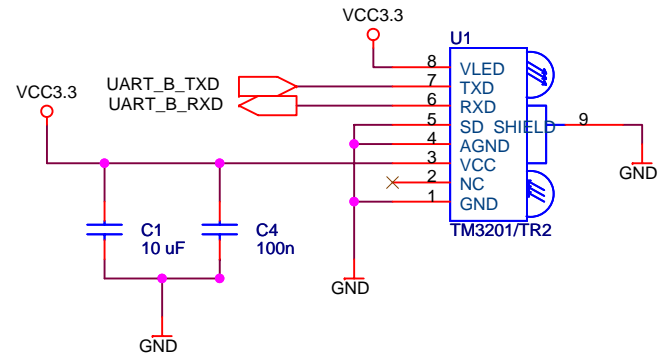 VCC3.3
U1
VCC3.3
UART_B_TXD
UART_B_RXD
8 VLED
7 TXD
6 RXD
5 SD SHIELD 9
4 AGND
3 VCC
2 NC
1 GND
GND
TM3201/TR2
C1
10 uF
C4
100n
GND
GND